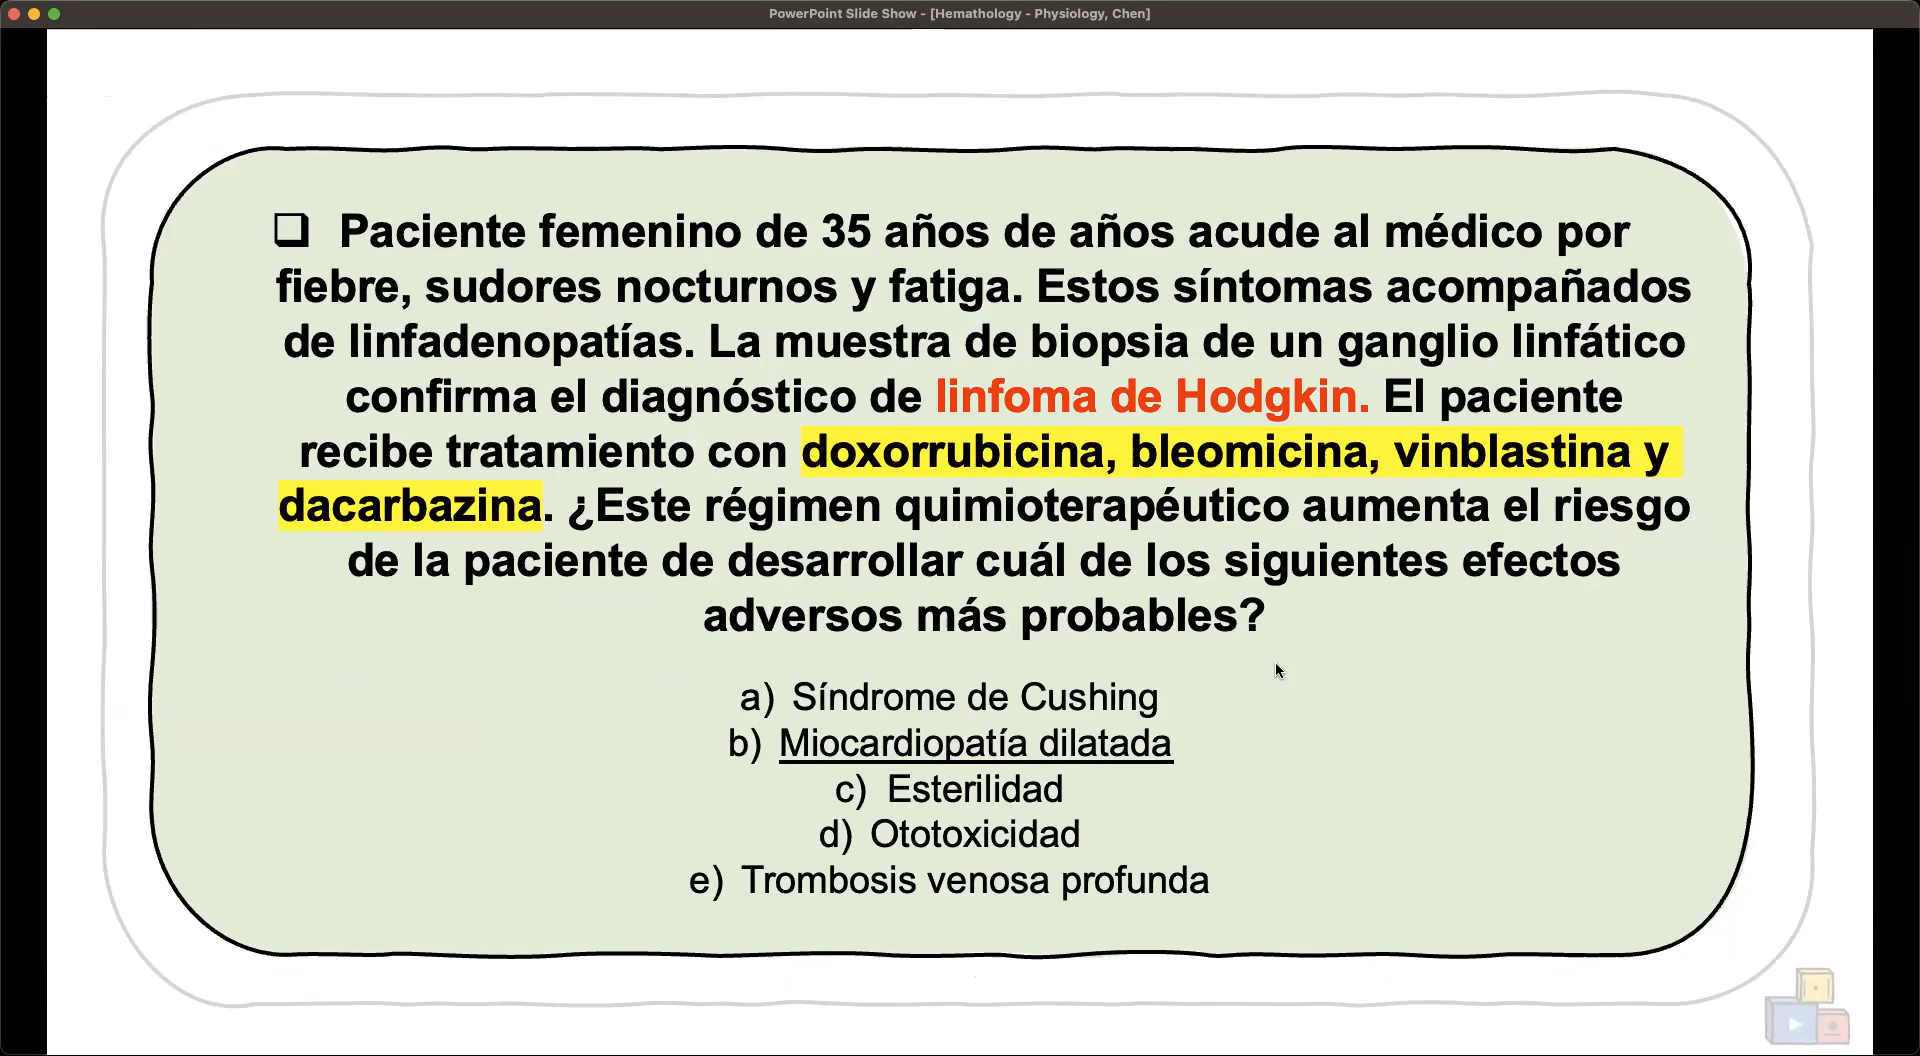 PowerPoint Slide Show - [Hemathology - Physiology, Chen]
❑ Paciente femenino de 35 años de años acude al médico por
fiebre, sudores nocturnos y fatiga. Estos síntomas acompañados
de linfadenopatías. La muestra de biopsia de un ganglio linfático
confirma el diagnóstico de linfoma de Hodgkin. El paciente
recibe tratamiento con doxorrubicina, bleomicina, vinblastina y
dacarbazina. ¿Este régimen quimioterapéutico aumenta el riesgo
de la paciente de desarrollar cuál de los siguientes efectos
adversos más probables?
a) Síndrome de Cushing
b) Miocardiopatía dilatada
c) Esterilidad
d) Ototoxicidad
e) Trombosis venosa profunda